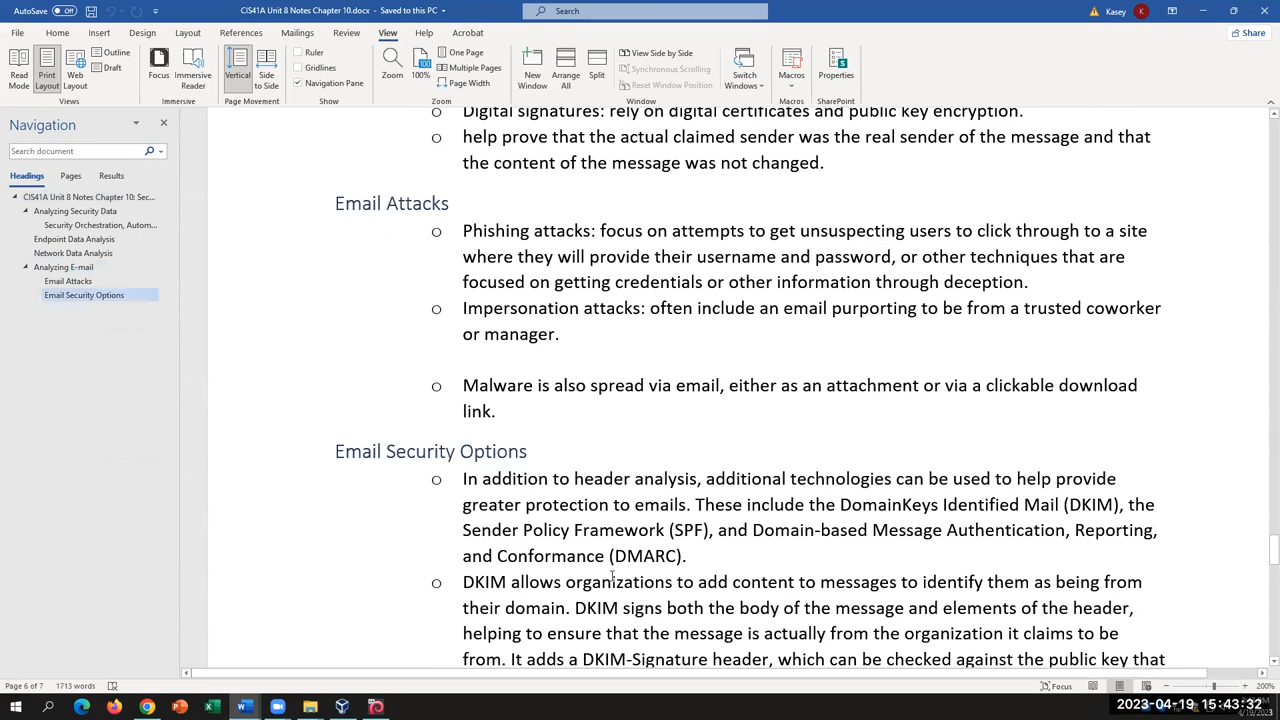 AutoSave
Off
CIS41A Unit 8 Notes Chapter 10.docx - Saved to this PC
Search
Kasey
K
File
Home
Insert
Draw
Design
Layout
References
Mailings
Review
View
Help
Acrobat
Share
Read Mode
Print Layout
Web Layout
Outline
Draft
Views
Focus
Immersive Reader
Immersive
Vertical
Side to Side
Page Movement
Ruler
Gridlines
Navigation Pane
Show
Zoom
100
100%
One Page
Multiple Pages
Page Width
Zoom
New Window
Arrange All
Split
View Side by Side
Synchronous Scrolling
Reset Window Position
Window
Switch Windows
Macros
Macros
Properties
SharePoint
Navigation
Search document
Headings
Pages
Results
CIS41A Unit 8 Notes Chapter 10: Sec...
Analyzing Security Data
Security Orchestration, Autom...
Endpoint Data Analysis
Network Data Analysis
Analyzing E-mail
Email Attacks
Email Security Options
o Digital signatures: rely on digital certificates and public key encryption.
o help prove that the actual claimed sender was the real sender of the message and that
the content of the message was not changed.
Email Attacks
o Phishing attacks: focus on attempts to get unsuspecting users to click through to a site
where they will provide their username and password, or other techniques that are
focused on getting credentials or other information through deception.
o Impersonation attacks: often include an email purporting to be from a trusted coworker
or manager.
o Malware is also spread via email, either as an attachment or via a clickable download
link.
Email Security Options
o In addition to header analysis, additional technologies can be used to help provide
greater protection to emails. These include the DomainKeys Identified Mail (DKIM), the
Sender Policy Framework (SPF), and Domain-based Message Authentication, Reporting,
and Conformance (DMARC).
o DKIM allows organizations to add content to messages to identify them as being from
their domain. DKIM signs both the body of the message and elements of the header,
helping to ensure that the message is actually from the organization it claims to be
from. It adds a DKIM-Signature header, which can be checked against the public key that
Page 6 of 7
1713 words
Focus
200%
2023-04-19 15:43:32